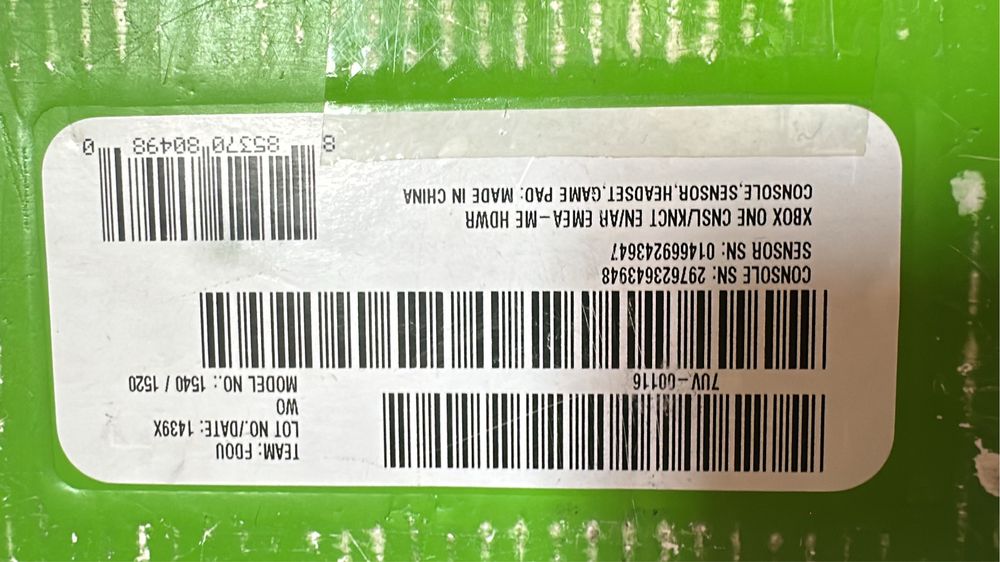 TEAM: FDOU
LOT NO./DATE: 1439X
WO
MODEL NO.: 1540 / 1520
7UV-00116
CONSOLE SN: 297623643948
SENSOR SN: 014669243647
XBOX ONE CNSL/KNCT EN/AR EMEA-ME HDWR
CONSOLE,SENSOR,HEADSET,GAME PAD: MADE IN CHINA
8 85370 80498 0